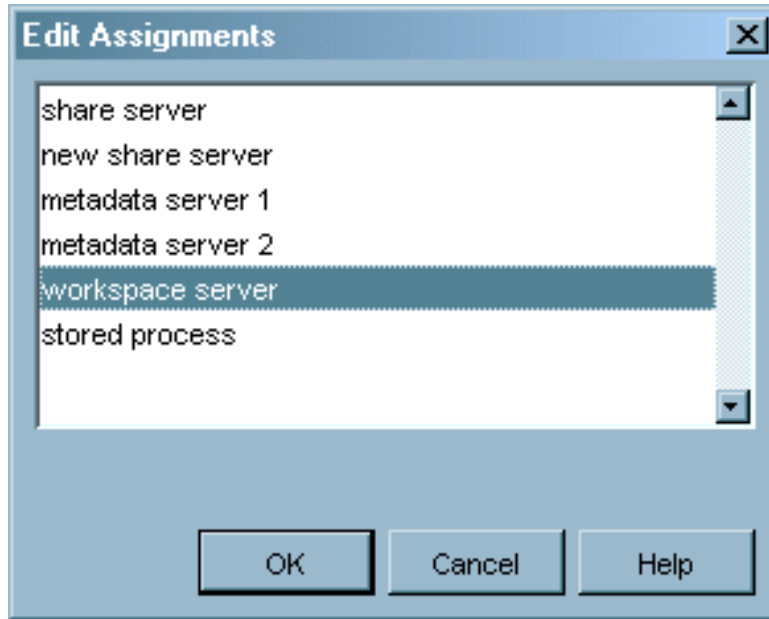 Edit Assignments
share server
new share server
metadata server 1
metadata server 2
workspace server
stored process
OK Cancel Help